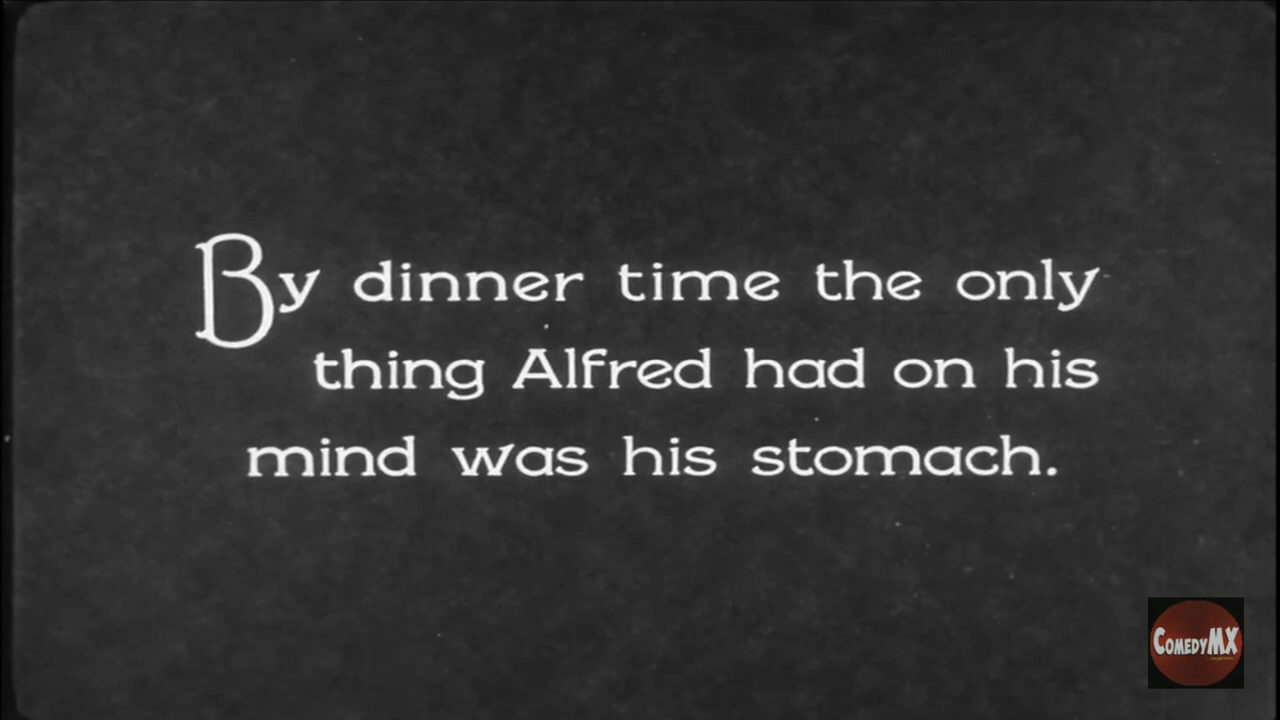 By dinner time the only
thing Alfred had on his
mind was his stomach.
COMEDYMX